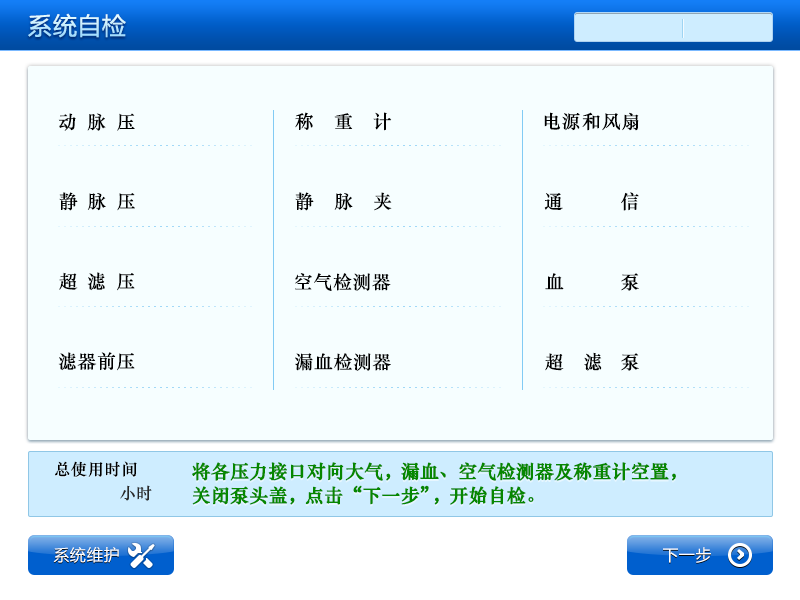 系统自检
动 脉 压
称 重 计
电源和风扇
静 脉 压
静 脉 夹
通 信
超 滤 压
空气检测器
血 泵
滤器前压
漏血检测器
超 滤 泵
总使用时间
小时
将各压力接口对向大气，漏血、空气检测器及称重计空置，
关闭泵头盖，点击“下一步”，开始自检。
系统维护
下一步